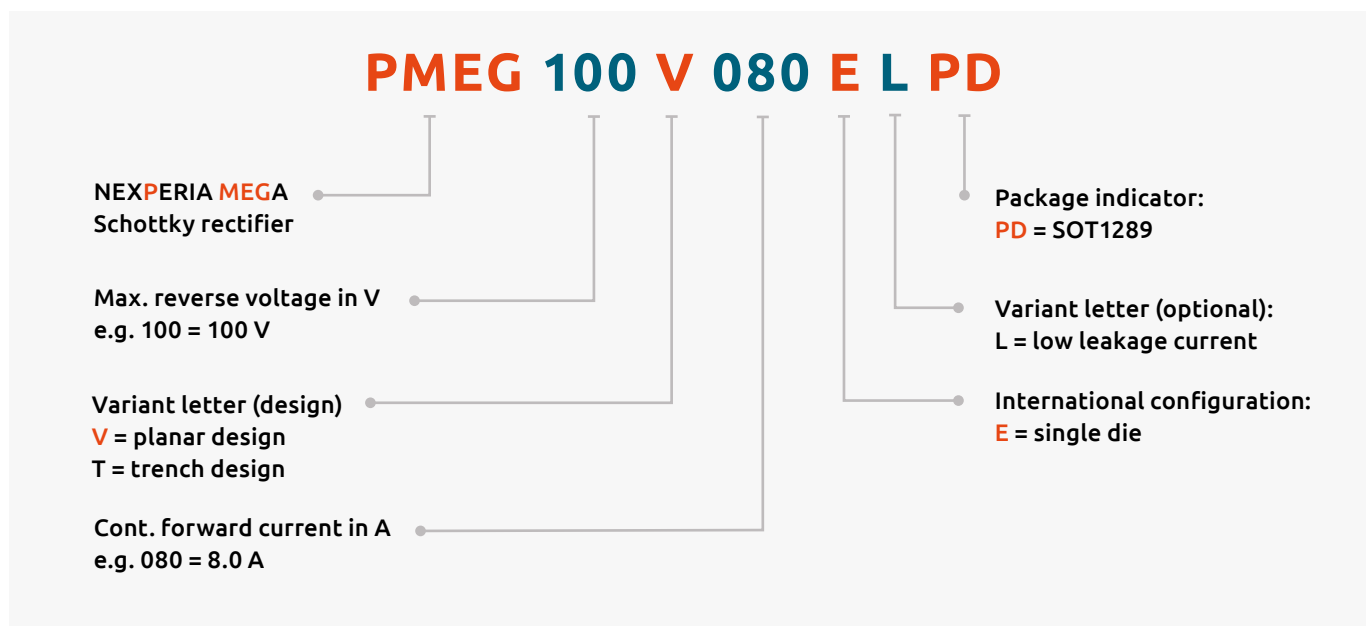 PMEG 100 V 080 E L PD
NEXPERIA MEGA
Schottky rectifier
Max. reverse voltage in V
e.g. 100 = 100 V
Variant letter (design)
V = planar design
T = trench design
Cont. forward current in A
e.g. 080 = 8.0 A
Package indicator:
PD = SOT1289
Variant letter (optional):
L = low leakage current
International configuration:
E = single die